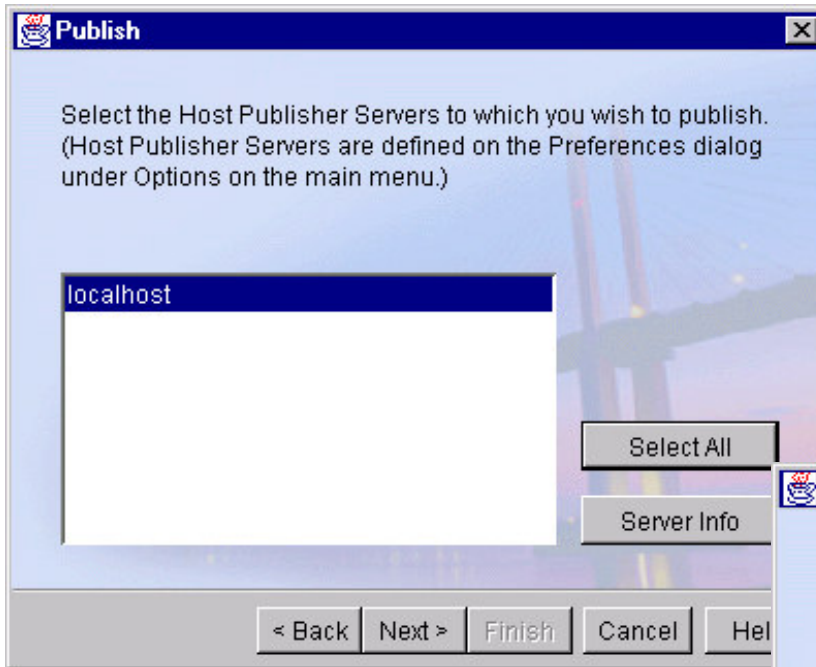 Publish
Select the Host Publisher Servers to which you wish to publish.
(Host Publisher Servers are defined on the Preferences dialog
under Options on the main menu.)
localhost
Select All
Server Info
< Back Next > Finish Cancel Hel